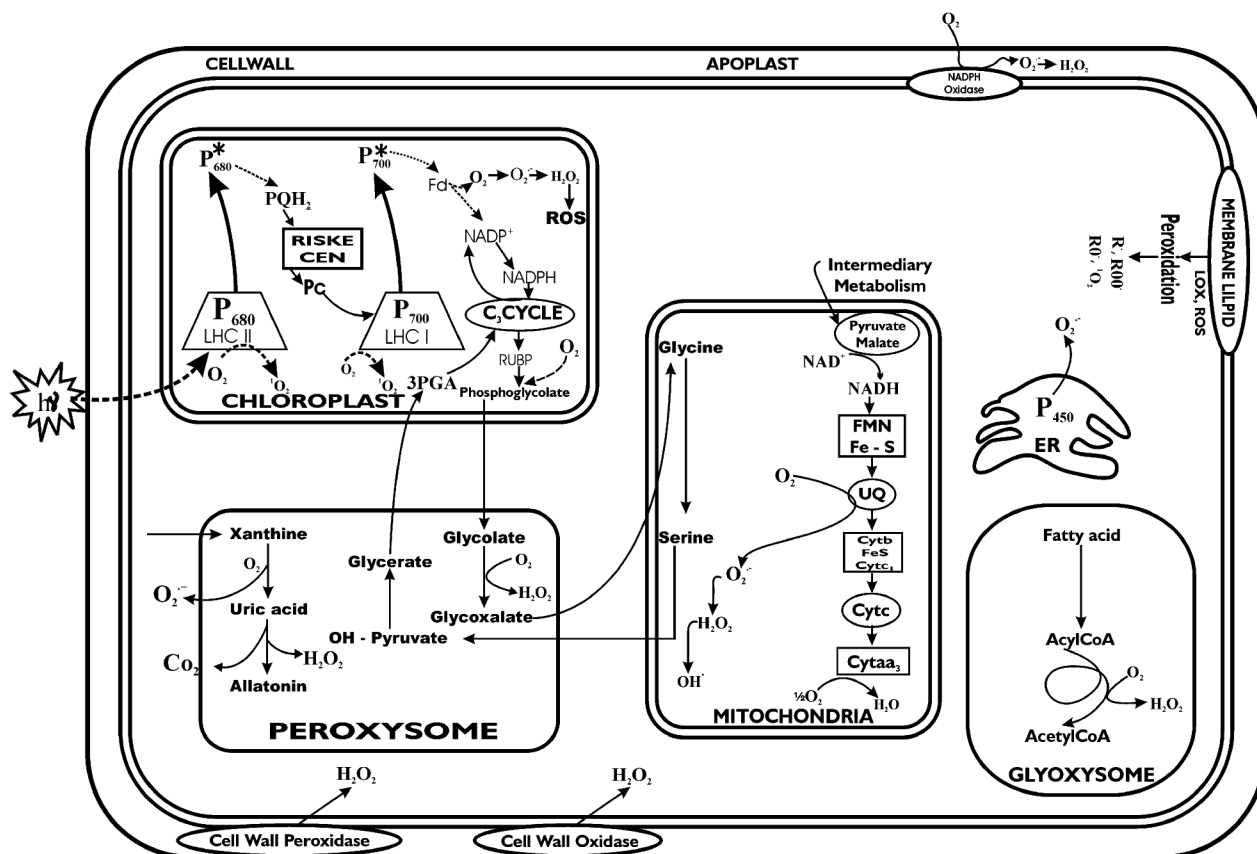 O₂
CELLWALL
APOPLAST
NADPH
Oxidase
O₂·⁻ H₂O₂
P*₆₈₀
PQH₂
RISKE
CEN
Pc
P₆₈₀
LHC II
O₂
¹O₂
P*₇₀₀
Fd
O₂ O₂·⁻ H₂O₂
ROS
NADP⁺
NADPH
P₇₀₀
LHC I
O₂
¹O₂
C₃CYCLE
RUBP
O₂
3PGA
Phosphoglycolate
CHLOROPLAST
hν
MEMBRANE LILPID
LOX, ROS
Peroxidation
R·, R00·
R0·, ¹O₂
Intermediary
Metabolism
Pyruvate
Malate
NAD⁺
NADH
FMN
Fe - S
UQ
O₂
Cytb
FeS
Cytc₁
Cytc
Cytaa₃
½O₂
H₂O
Glycine
Serine
O₂·⁻
H₂O₂
OH·
MITOCHONDRIA
O₂·⁻
P₄₅₀
ER
Xanthine
O₂
O₂·⁻
Uric acid
Co₂
H₂O₂
Allatonin
Glycerate
OH - Pyruvate
Glycolate
O₂
H₂O₂
Glycoxalate
PEROXYSOME
Fatty acid
AcylCoA
O₂
H₂O₂
AcetylCoA
GLYOXYSOME
H₂O₂
Cell Wall Peroxidase
H₂O₂
Cell Wall Oxidase